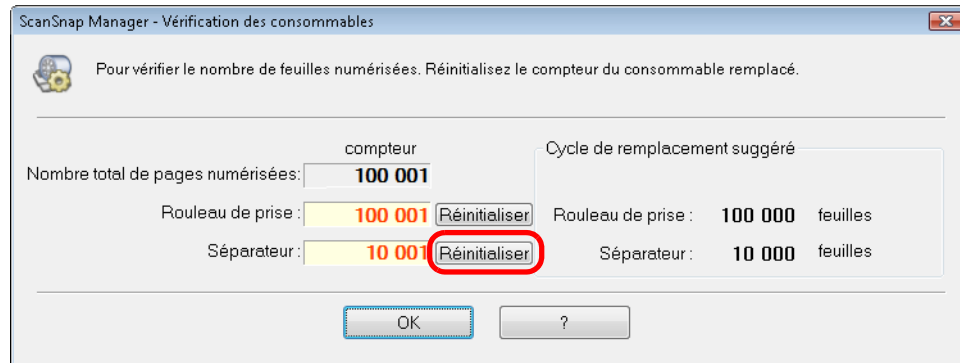 ScanSnap Manager - Vérification des consommables
Pour vérifier le nombre de feuilles numérisées. Réinitialisez le compteur du consommable remplacé.
compteur
Cycle de remplacement suggéré
Nombre total de pages numérisées: 100 001
Rouleau de prise : 100 001 Réinitialiser Rouleau de prise : 100 000 feuilles
Séparateur : 10 001 Réinitialiser Séparateur : 10 000 feuilles
OK ?